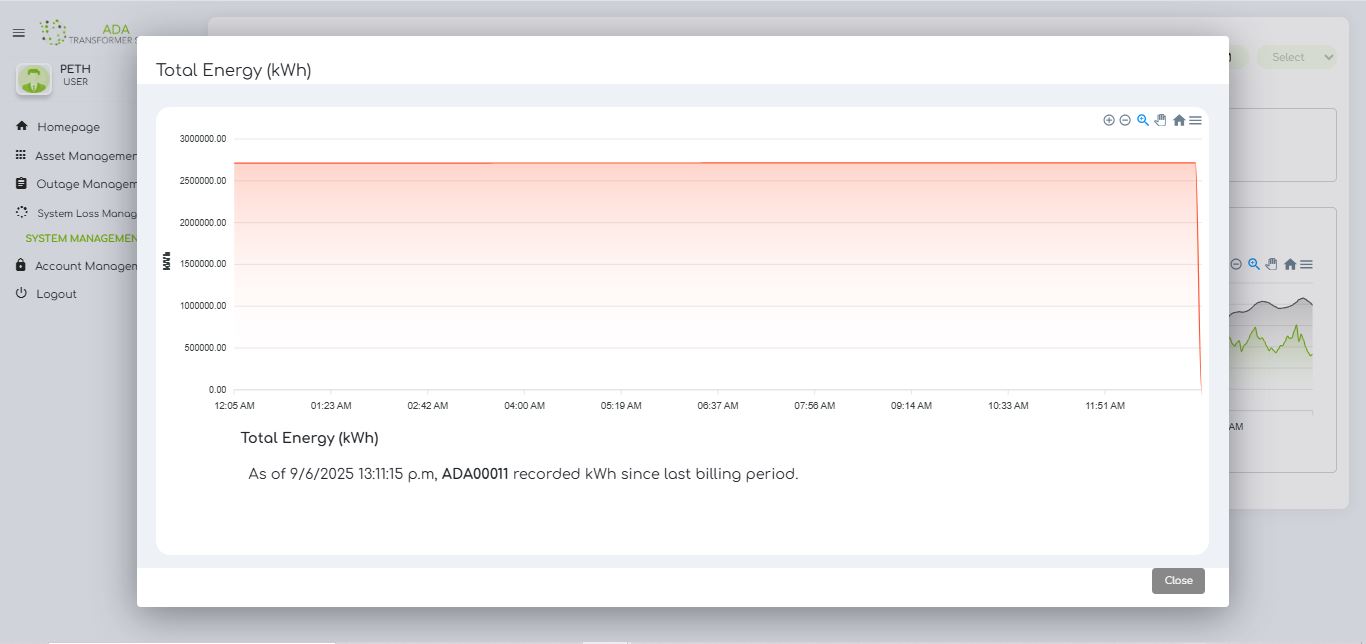 ADA
TRANSFORMER
PETH
USER
Homepage
Asset Managemen
Outage Managem
System Loss Manag
SYSTEM MANAGEMEN
Account Managem
Logout
Select
Total Energy (kWh)
3000000.00
2500000.00
2000000.00
1500000.00
1000000.00
500000.00
0.00
kWh
12:05 AM 01:23 AM 02:42 AM 04:00 AM 05:19 AM 06:37 AM 07:56 AM 09:14 AM 10:33 AM 11:51 AM
Total Energy (kWh)
As of 9/6/2025 13:11:15 p.m, ADA00011 recorded kWh since last billing period.
AM
Close